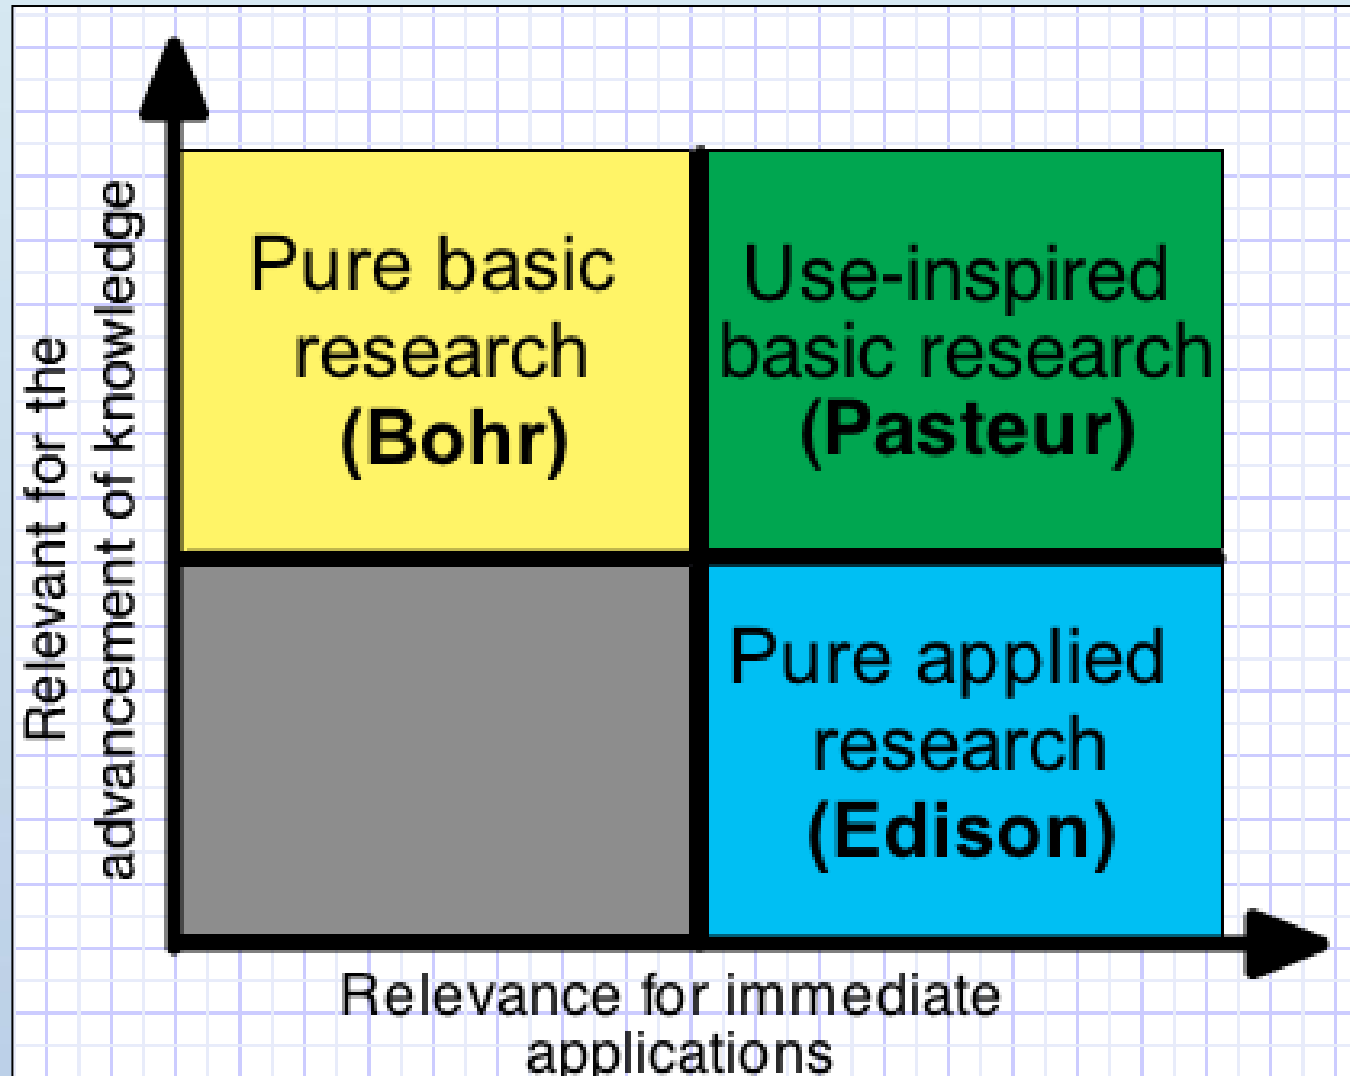 Relevant for the
advancement of knowledge
Pure basic
research
(Bohr)
Use-inspired
basic research
(Pasteur)
Pure applied
research
(Edison)
Relevance for immediate
applications